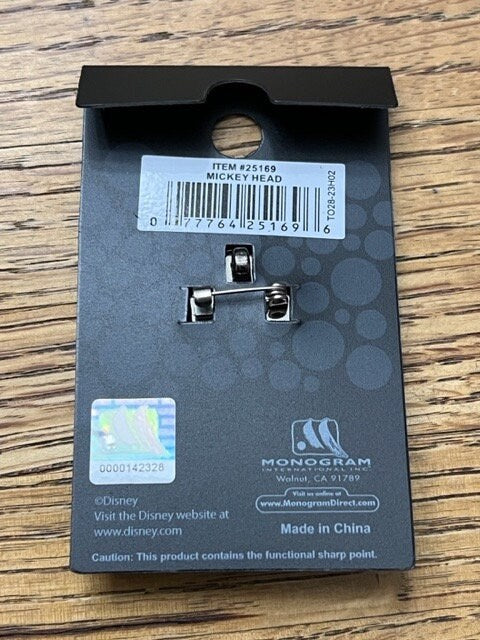 ITEM #25169
MICKEY HEAD
0 77764 25169 6
TO28-23H02
0000142328
MONOGRAM
INTERNATIONAL INC.
Walnut, CA 91789
Visit us online at
www.MonogramDirect.com
©Disney
Visit the Disney website at
www.disney.com
Made in China
Caution: This product contains the functional sharp point.